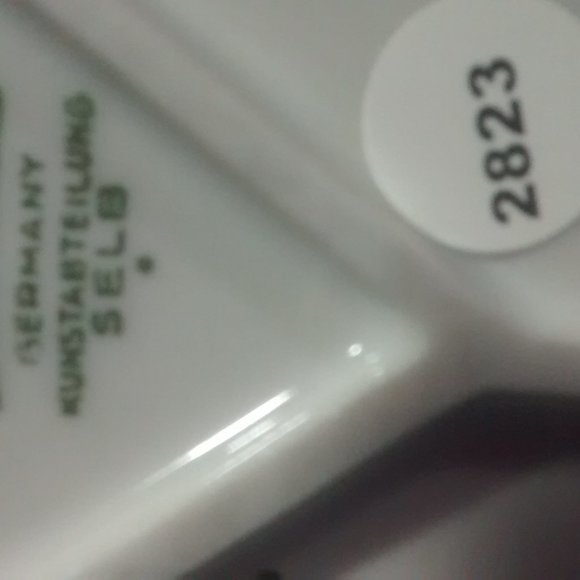 GERMANY
KUNSTABTEILUNG
SELB
2823